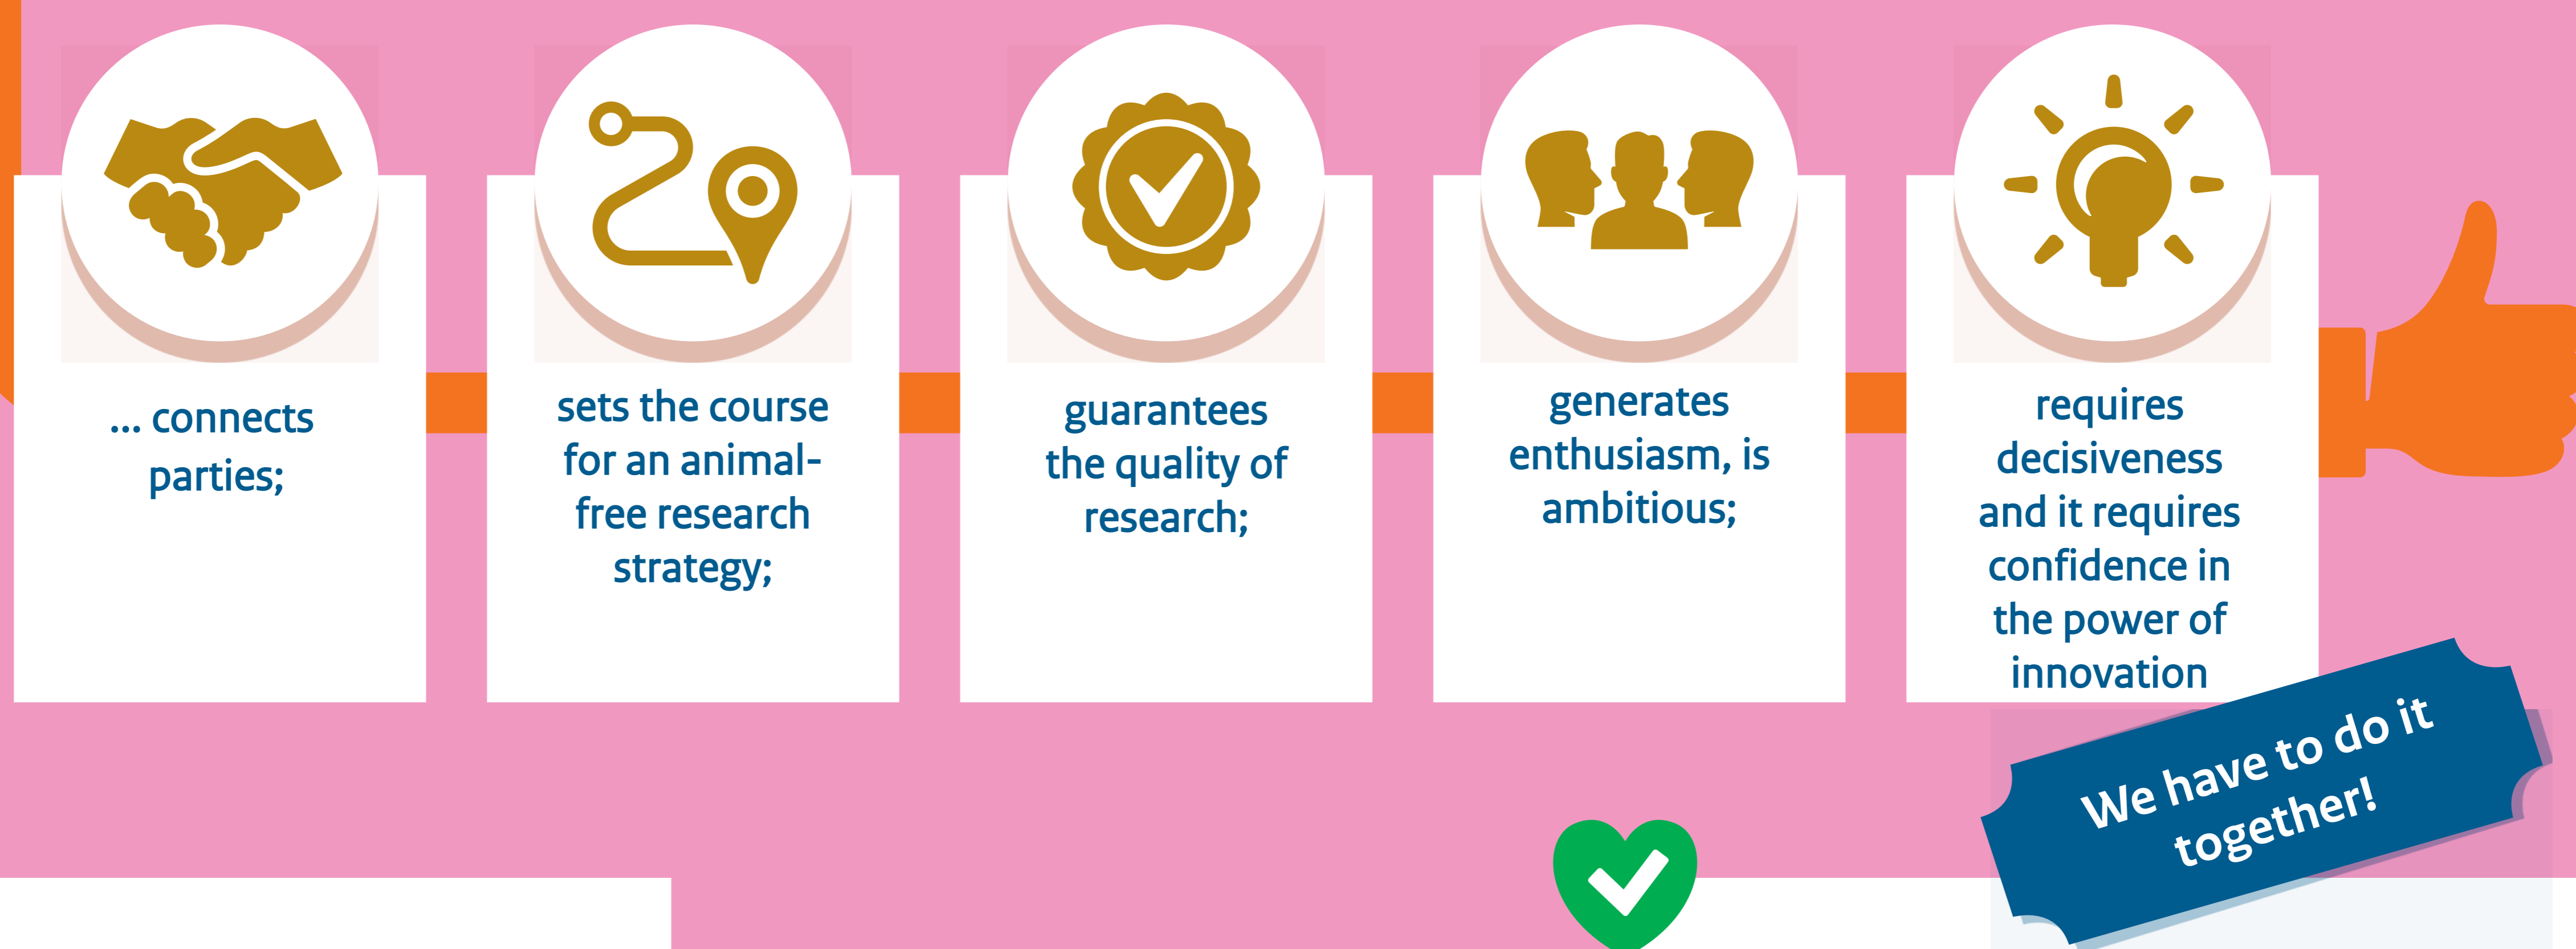 ... connects
parties;
sets the course
for an animal-
free research
strategy;
guarantees
the quality of
research;
generates
enthusiasm, is
ambitious;
requires
decisiveness
and it requires
confidence in
the power of
innovation
We have to do it
together!